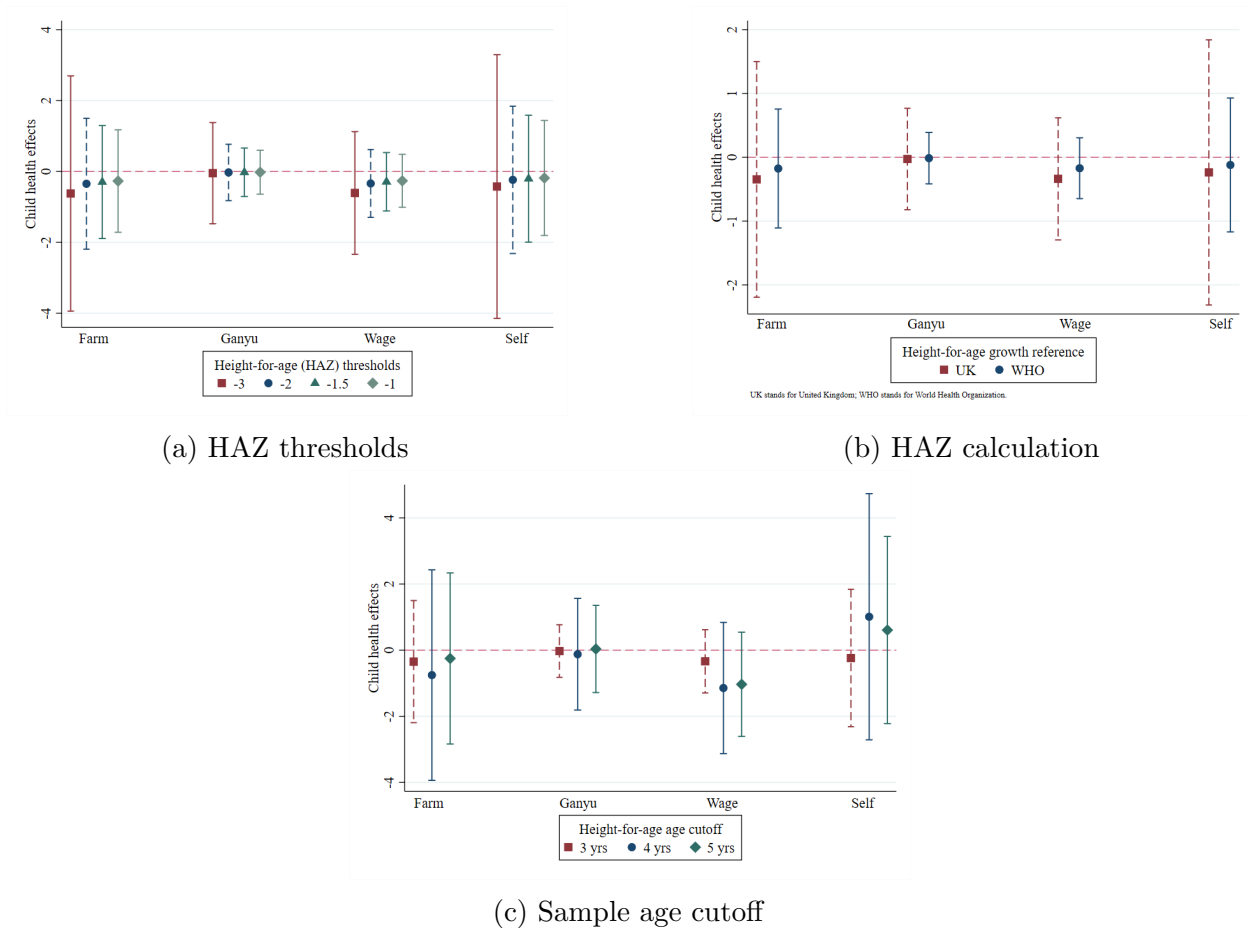 4
2
0
-2
-4
Child health effects
Farm Ganyu Wage Self
Height-for-age (HAZ) thresholds
-3 -2 -1.5 -1
(a) HAZ thresholds
2
1
0
-1
-2
Child health effects
Farm Ganyu Wage Self
Height-for-age growth reference
UK WHO
UK stands for United Kingdom; WHO stands for World Health Organization.
(b) HAZ calculation
4
2
0
-2
-4
Child health effects
Farm Ganyu Wage Self
Height-for-age age cutoff
3 yrs 4 yrs 5 yrs
(c) Sample age cutoff